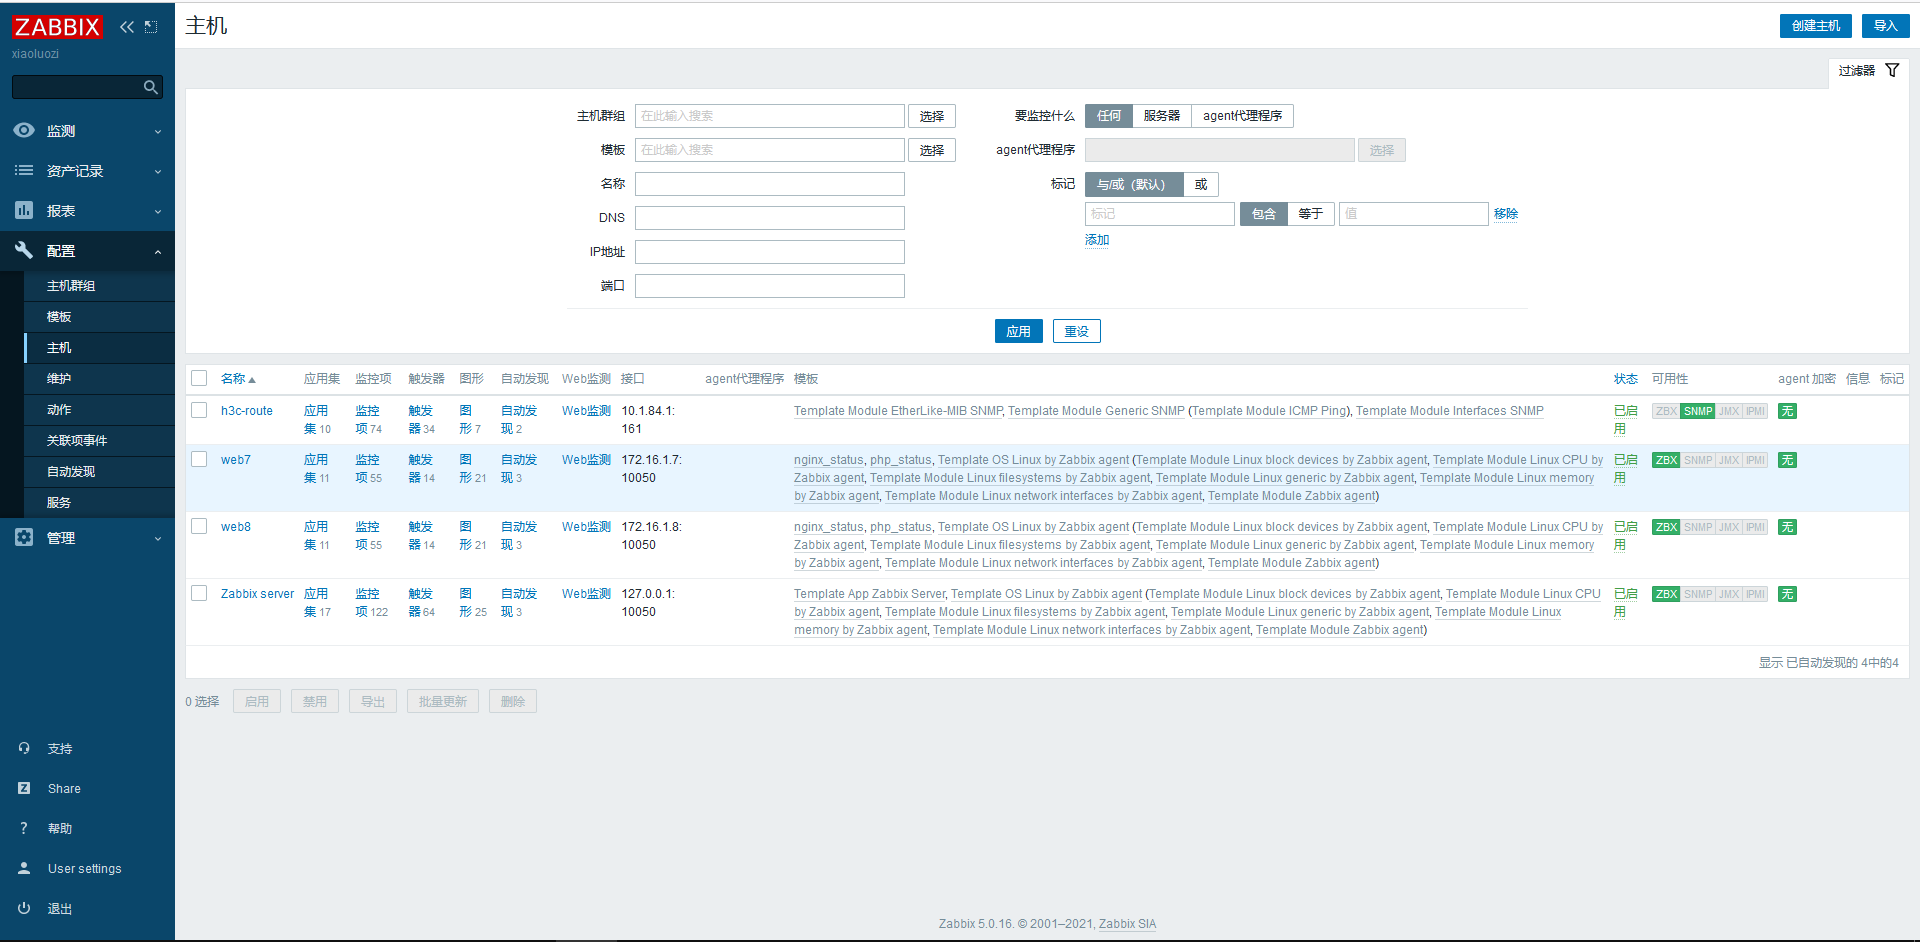 ZABBIX
xiaoluozi
监测
资产记录
报表
配置
主机群组
模板
主机
维护
动作
关联项事件
自动发现
服务
管理
支持
Share
帮助
User settings
退出
主机
创建主机 导入
过滤器
主机群组 在此输入搜索 选择
模板 在此输入搜索 选择
名称
DNS
IP地址
端口
要监控什么 任何 服务器 agent代理程序
agent代理程序 选择
标记 与/或（默认） 或
标记 包含 等于 值 移除
添加
应用 重设
名称 应用集 监控项 触发器 图形 自动发现 Web监测 接口 agent代理程序 模板 状态 可用性 agent 加密 信息 标记
h3c-route 应用 监控 触发 图 自动发 Web监测 10.1.84.1: Template Module EtherLike-MIB SNMP, Template Module Generic SNMP (Template Module ICMP Ping), Template Module Interfaces SNMP 已启 ZBX SNMP JMX IPMI 无
集 10 项 74 器 34 形 7 现 2 161 用
web7 应用 监控 触发 图 自动发 Web监测 172.16.1.7: nginx_status, php_status, Template OS Linux by Zabbix agent (Template Module Linux block devices by Zabbix agent, Template Module Linux CPU by 已启 ZBX SNMP JMX IPMI 无
集 11 项 55 器 14 形 21 现 3 10050 Zabbix agent, Template Module Linux filesystems by Zabbix agent, Template Module Linux generic by Zabbix agent, Template Module Linux memory 用
by Zabbix agent, Template Module Linux network interfaces by Zabbix agent, Template Module Zabbix agent)
web8 应用 监控 触发 图 自动发 Web监测 172.16.1.8: nginx_status, php_status, Template OS Linux by Zabbix agent (Template Module Linux block devices by Zabbix agent, Template Module Linux CPU by 已启 ZBX SNMP JMX IPMI 无
集 11 项 55 器 14 形 21 现 3 10050 Zabbix agent, Template Module Linux filesystems by Zabbix agent, Template Module Linux generic by Zabbix agent, Template Module Linux memory 用
by Zabbix agent, Template Module Linux network interfaces by Zabbix agent, Template Module Zabbix agent)
Zabbix server 应用 监控 触发 图 自动发 Web监测 127.0.0.1: Template App Zabbix Server, Template OS Linux by Zabbix agent (Template Module Linux block devices by Zabbix agent, Template Module Linux CPU 已启 ZBX SNMP JMX IPMI 无
集 17 项 122 器 64 形 25 现 3 10050 by Zabbix agent, Template Module Linux filesystems by Zabbix agent, Template Module Linux generic by Zabbix agent, Template Module Linux 用
memory by Zabbix agent, Template Module Linux network interfaces by Zabbix agent, Template Module Zabbix agent)
显示 已自动发现的 4中的4
0 选择 启用 禁用 导出 批量更新 删除
Zabbix 5.0.16. © 2001–2021, Zabbix SIA